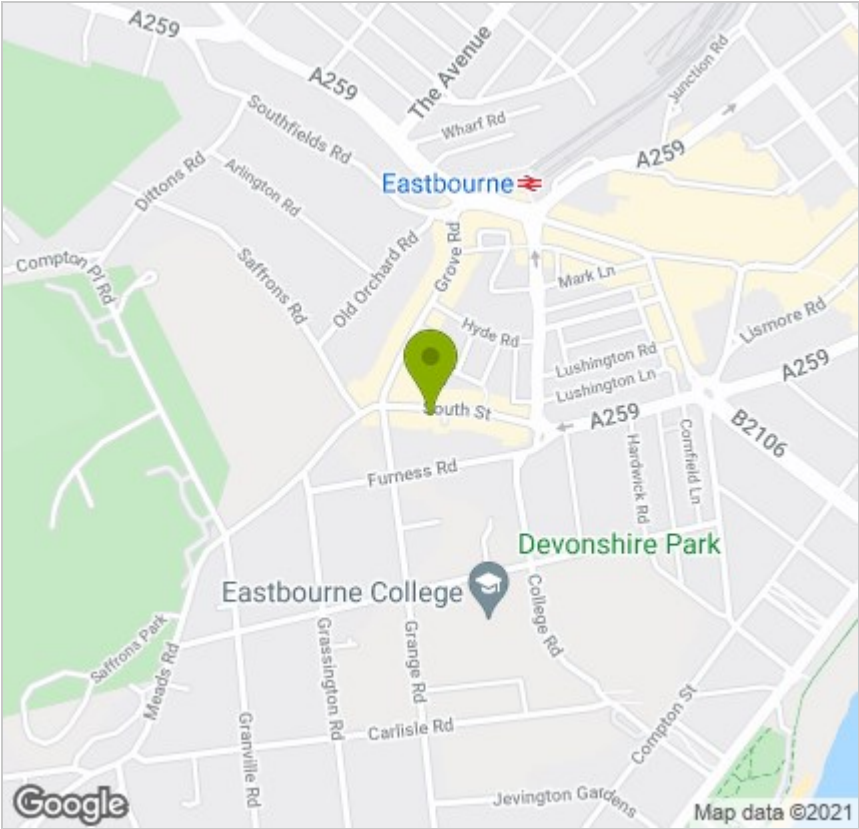 A259
A259
The Avenue
Junction Rd
Southfields Rd
Wharf Rd
A259
Dittons Rd
Arlington Rd
Eastbourne
Compton Pl Rd
Saffrons Rd
Old Orchard Rd
Grove Rd
Mark Ln
Hyde Rd
Lismore Rd
Lushington Rd
Lushington Ln
A259
South St
A259
B2106
Furness Rd
Hardwick Rd
Cornfield Ln
Devonshire Park
Eastbourne College
College Rd
Saffrons Park
Meads Rd
Grassington Rd
Grange Rd
Granville Rd
Carlisle Rd
Compton St
Jevington Gardens
Google
Map data ©2021